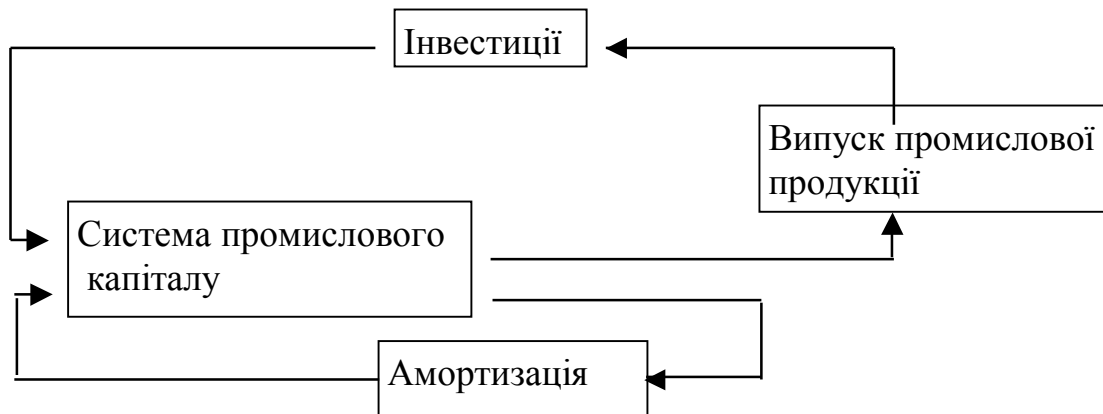 Інвестиції
Випуск промислової
продукції
Система промислового
капіталу
Амортизація